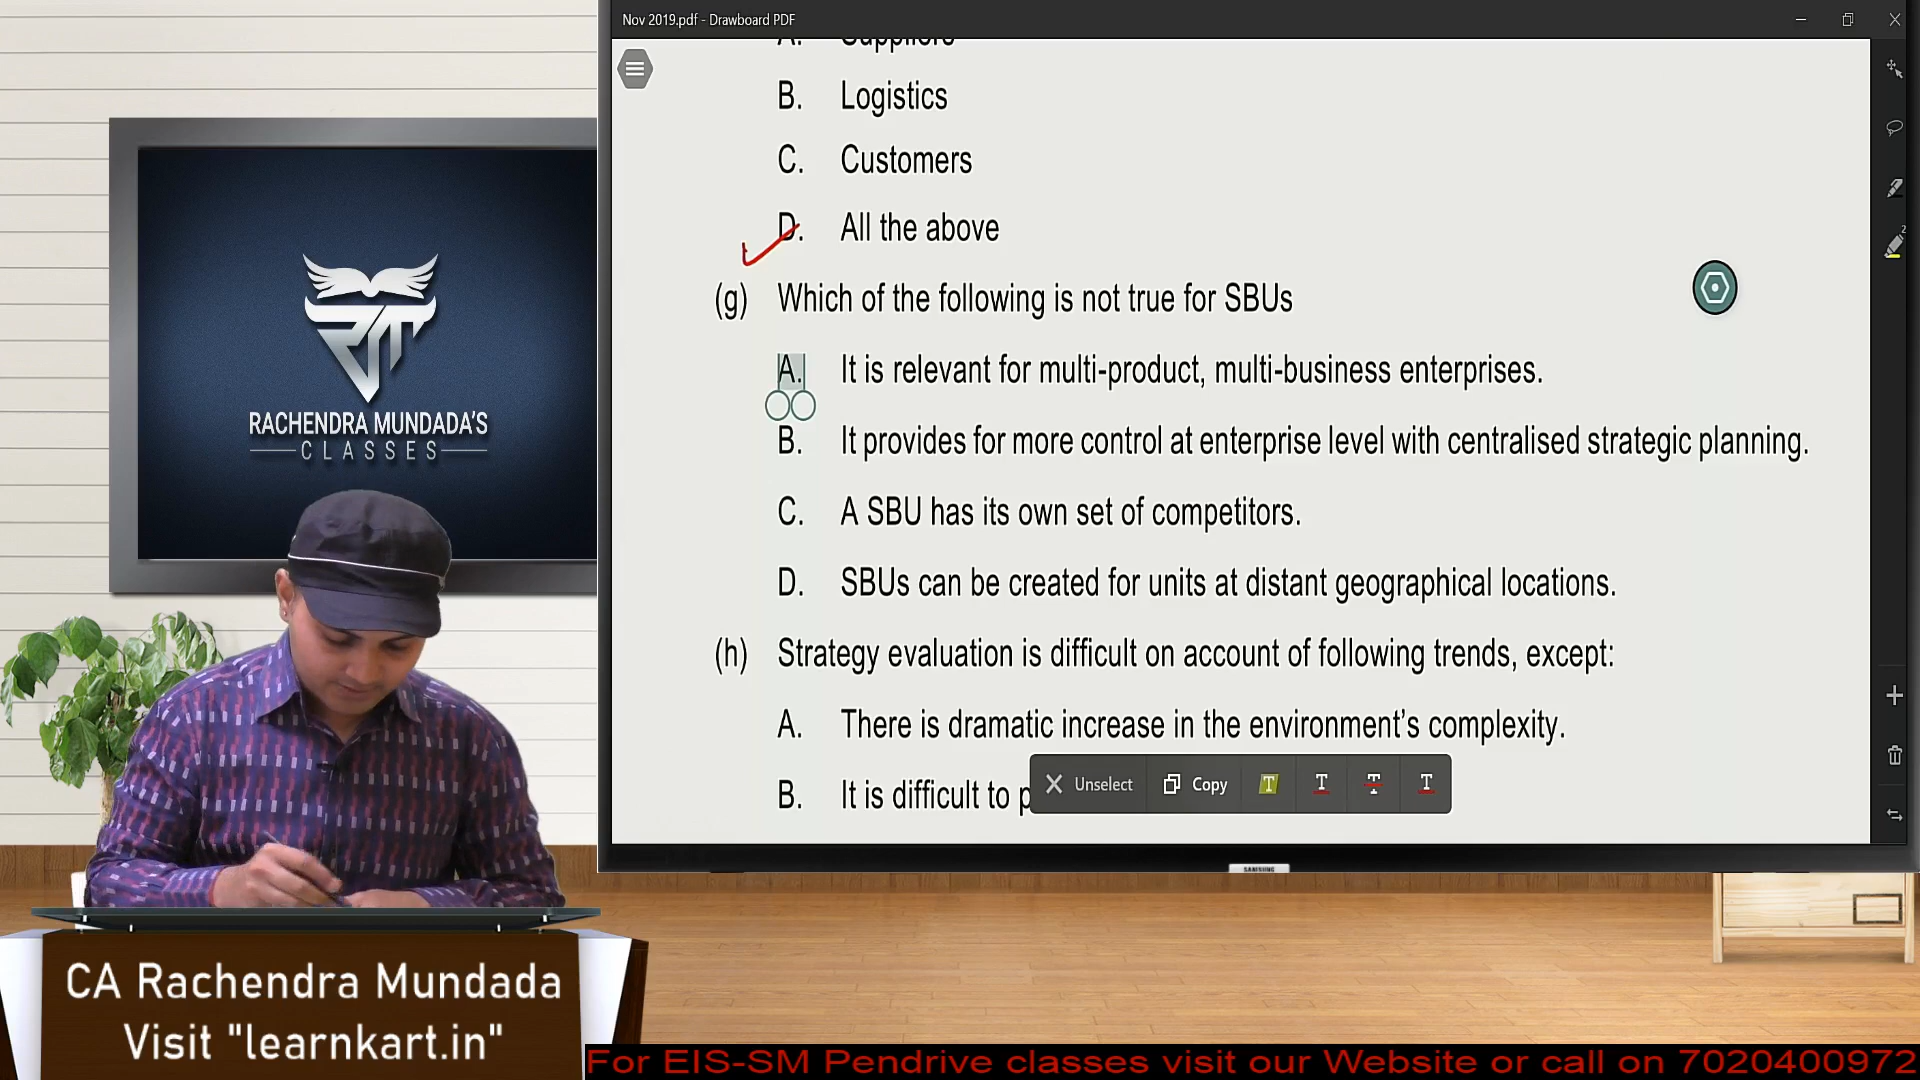 Nov 2019.pdf - Drawboard PDF
A. Suppliers
B. Logistics
C. Customers
D. All the above
(g) Which of the following is not true for SBUs
A. It is relevant for multi-product, multi-business enterprises.
B. It provides for more control at enterprise level with centralised strategic planning.
C. A SBU has its own set of competitors.
D. SBUs can be created for units at distant geographical locations.
(h) Strategy evaluation is difficult on account of following trends, except:
A. There is dramatic increase in the environment's complexity.
B. It is difficult to p
Unselect Copy T T T T
2
RACHENDRA MUNDADA'S
CLASSES
SAMSUNG
CA Rachendra Mundada
Visit "learnkart.in"
For EIS-SM Pendrive classes visit our Website or call on 7020400972